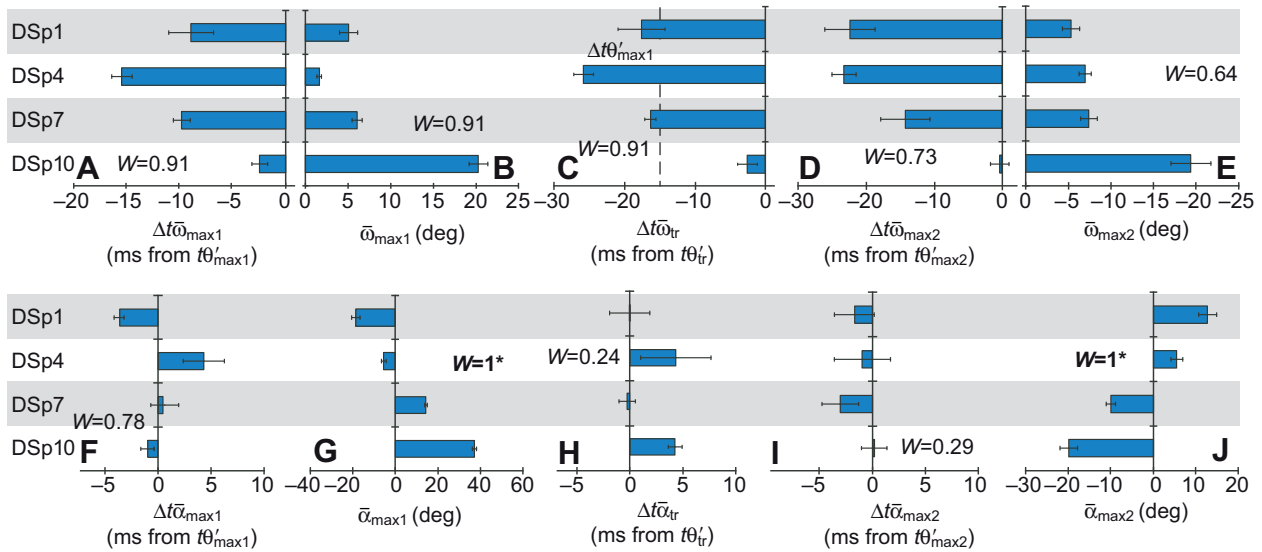 DSp1
DSp4
DSp7
DSp10
A W=0.91
–20 –15 –10 –5 0
Δtω̄max1
(ms from tθ′max1)
W=0.91
B
0 5 10 15 20 25
ω̄max1 (deg)
Δtθ′max1
W=0.91
C
–30 –20 –10 0
Δtω̄tr
(ms from tθ′tr)
W=0.73
D
–30 –20 –10 0
Δtω̄max2
(ms from tθ′max2)
W=0.64
E
0 –5 –10 –15 –20 –25
ω̄max2 (deg)
DSp1
DSp4
DSp7
DSp10
W=0.78
F
–5 0 5 10
Δtᾱmax1
(ms from tθ′max1)
W=1*
G
–40 –20 0 20 40 60
ᾱmax1 (deg)
W=0.24
H
–5 0 5 10
Δtᾱtr
(ms from tθ′tr)
I W=0.29
–5 0 5 10
Δtᾱmax2
(ms from tθ′max2)
W=1*
J
–30 –20 –10 0 10 20
ᾱmax2 (deg)